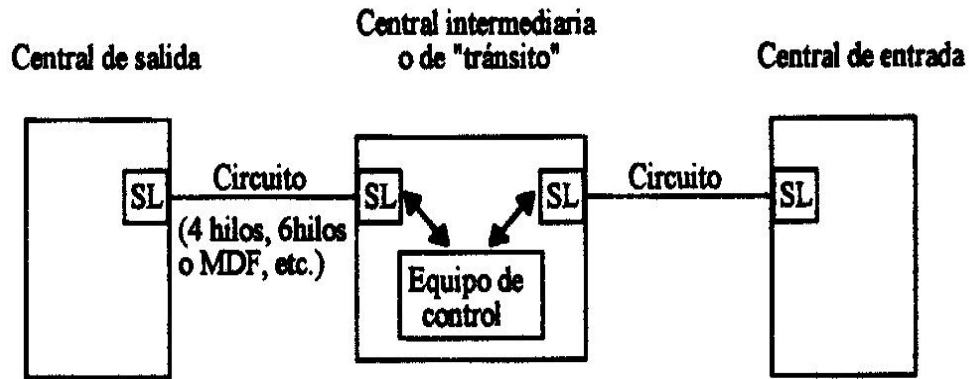 Central intermediaria
o de "tránsito"
Central de salida
Central de entrada
SL
Circuito
SL
SL
Circuito
SL
(4 hilos, 6hilos
o MDF, etc.)
Equipo de
control